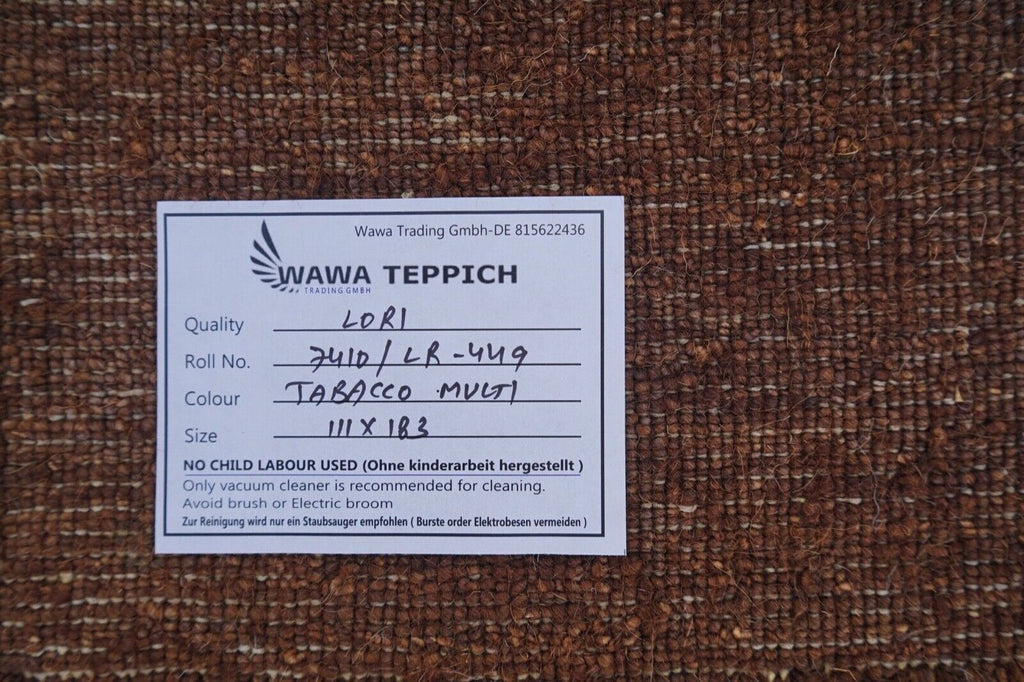 Wawa Trading Gmbh-DE 815622436
WAWA TEPPICH
TRADING.GMBH
Quality LORI
Roll No. 7410/LR-449
Colour TABACCO MULTI
Size 111X183
NO CHILD LABOUR USED (Ohne kinderarbeit hergestellt )
Only vacuum cleaner is recommended for cleaning.
Avoid brush or Electric broom
Zur Reinigung wird nur ein Staubsauger empfohlen ( Burste order Elektrobesen vermeiden )